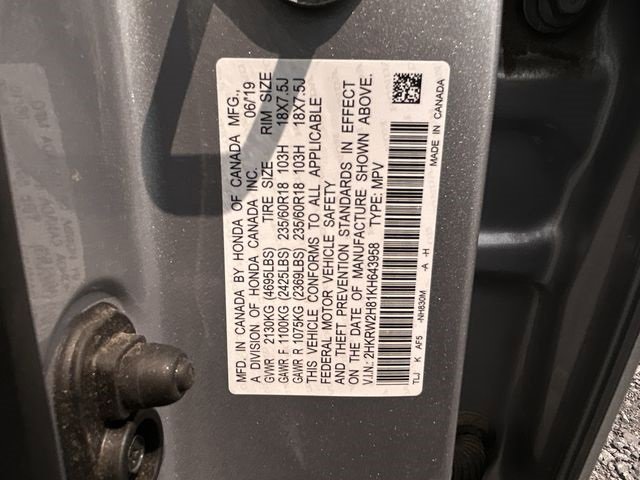 MFD. IN CANADA BY HONDA OF CANADA MFG.,
A DIVISION OF HONDA CANADA INC. 06/19
GVWR 2130KG (4695LBS) TIRE SIZE RIM SIZE
GAWR F 1100KG (2425LBS) 235/60R18 103H 18X7.5J
GAWR R 1075KG (2369LBS) 235/60R18 103H 18X7.5J
THIS VEHICLE CONFORMS TO ALL APPLICABLE
FEDERAL MOTOR VEHICLE SAFETY
AND THEFT PREVENTION STANDARDS IN EFFECT
ON THE DATE OF MANUFACTURE SHOWN ABOVE.
V.I.N.: 2HKRW2H81KH643958 TYPE: MPV
TLJ K AF5 -NH830M -A -H MADE IN CANADA